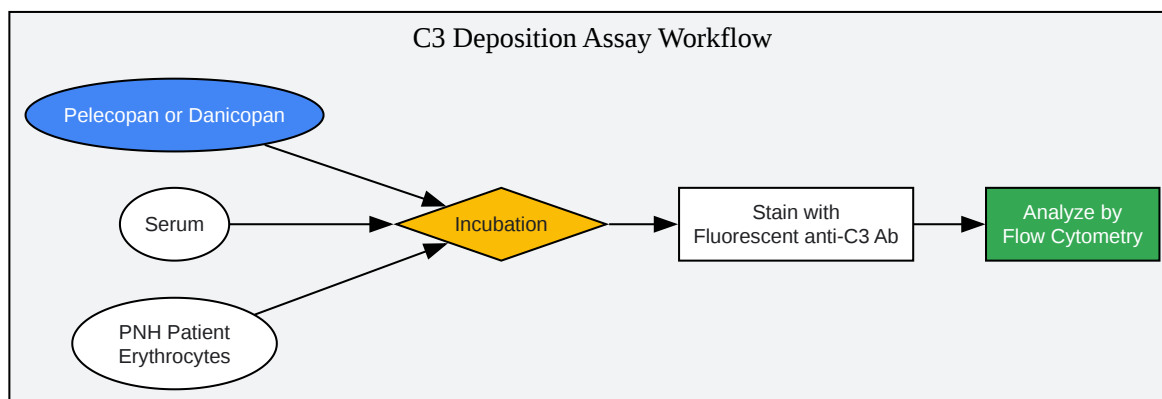 C3 Deposition Assay Workflow
Pelecopan or Danicopan
Serum
PNH Patient
Erythrocytes
Incubation
Stain with
Fluorescent anti-C3 Ab
Analyze by
Flow Cytometry